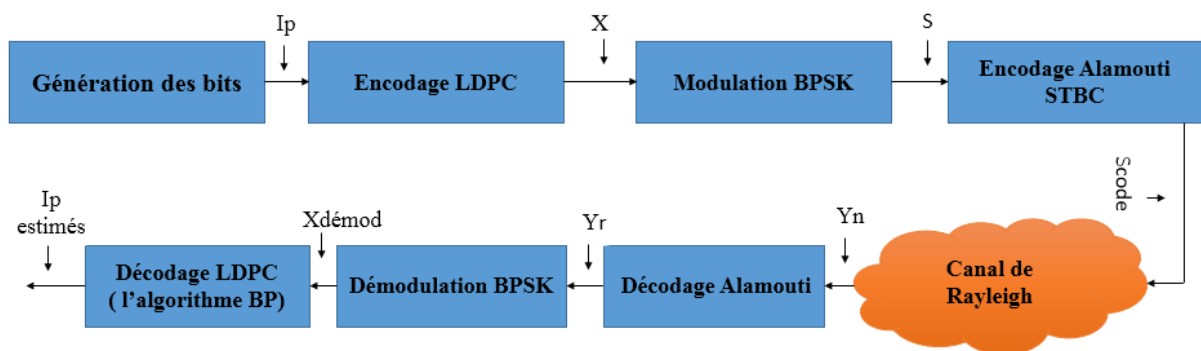 Ip
X
S
Génération des bits
Encodage LDPC
Modulation BPSK
Encodage Alamouti
STBC
Scode
Ip
estimés
Xdémod
Yr
Yn
Décodage LDPC
( l’algorithme BP)
Démodulation BPSK
Décodage Alamouti
Canal de
Rayleigh